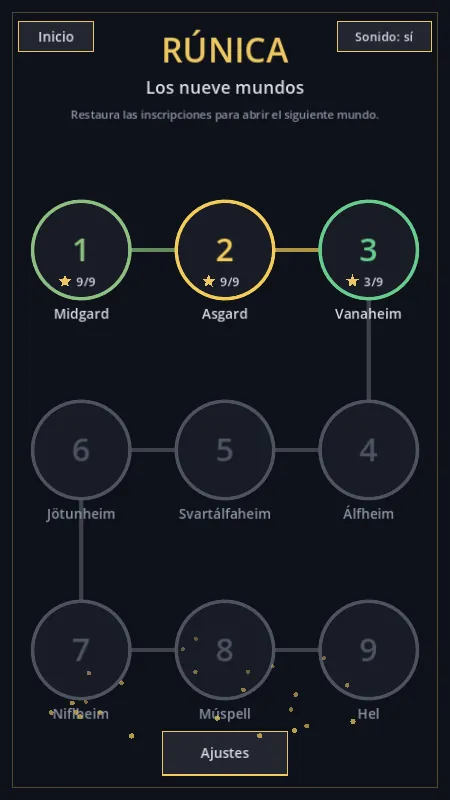 Inicio
Sonido: sí
RÚNICA
Los nueve mundos
Restaura las inscripciones para abrir el siguiente mundo.
1
9/9
Midgard
2
9/9
Asgard
3
3/9
Vanaheim
6
Jötunheim
5
Svartálfaheim
4
Álfheim
7
Niflheim
8
Múspell
9
Hel
Ajustes